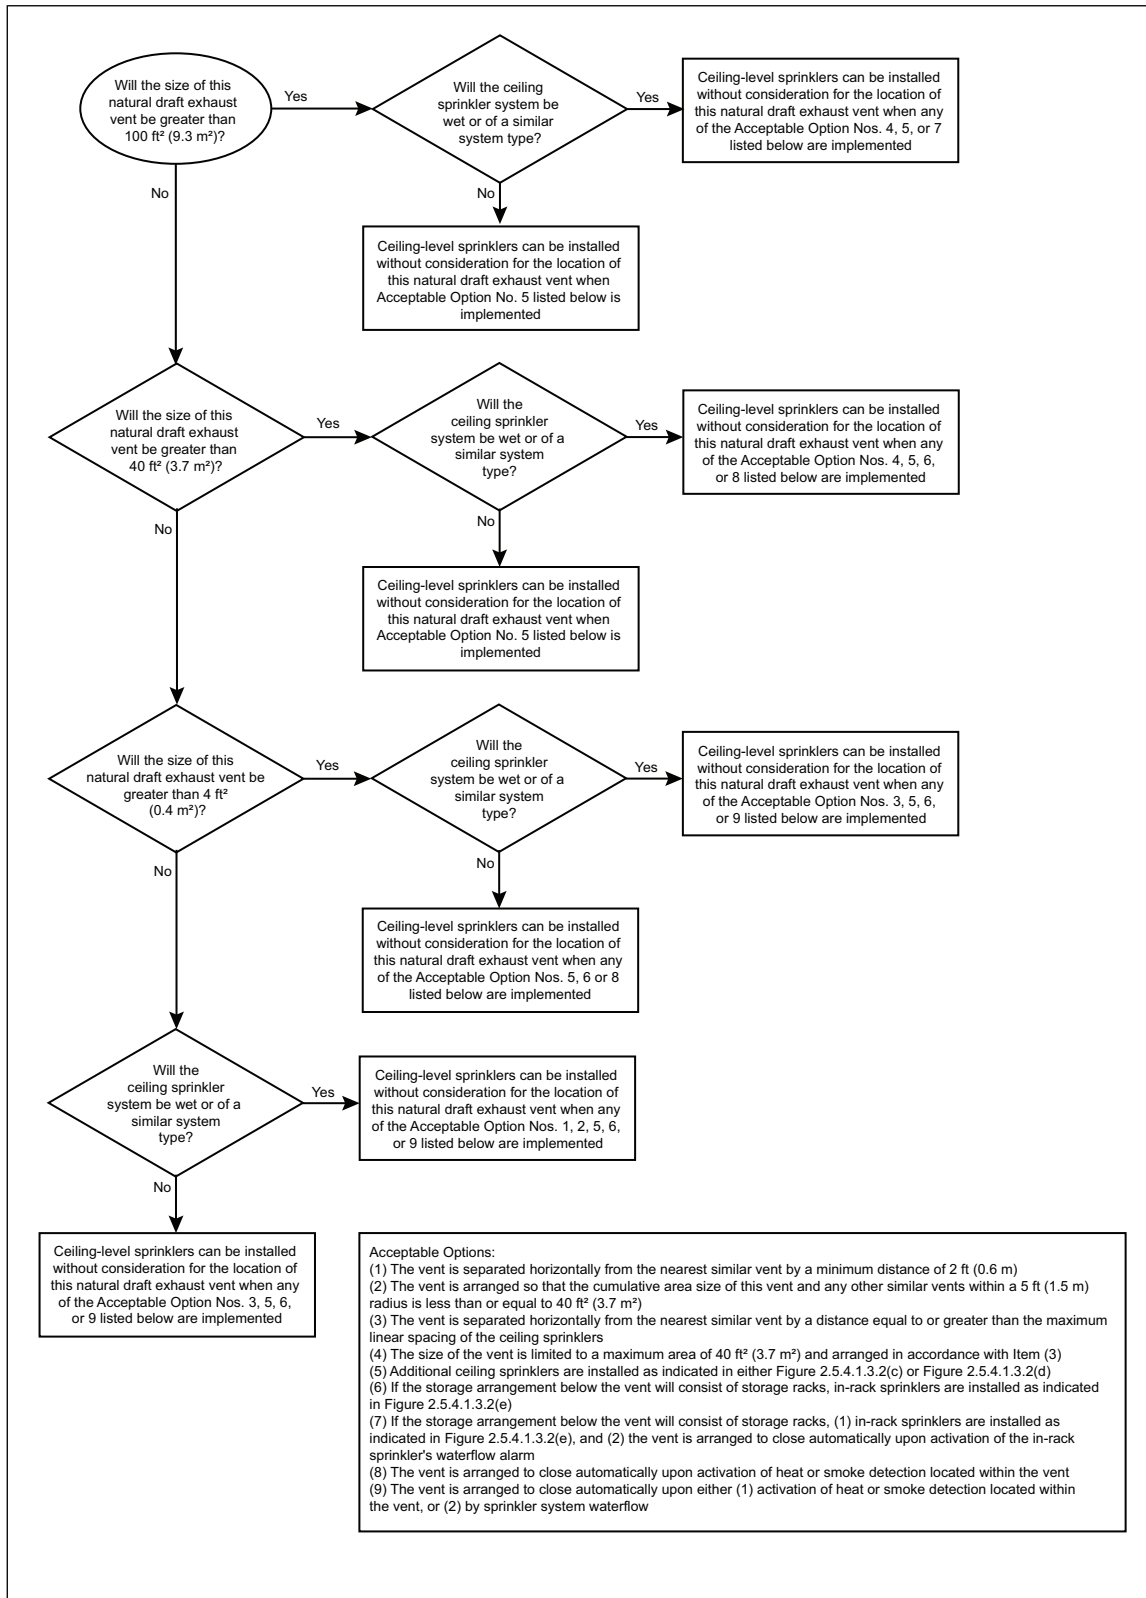 Will the size of this
natural draft exhaust
vent be greater than
100 ft² (9.3 m²)?
Yes
Will the ceiling
sprinkler system be
wet or of a similar
system type?
Yes
Ceiling-level sprinklers can be installed
without consideration for the location of
this natural draft exhaust vent when any
of the Acceptable Option Nos. 4, 5, or 7
listed below are implemented
No
No
Ceiling-level sprinklers can be installed
without consideration for the location of
this natural draft exhaust vent when
Acceptable Option No. 5 listed below is
implemented
Will the size of this
natural draft exhaust
vent be greater than
40 ft² (3.7 m²)?
Yes
Will the
ceiling sprinkler
system be wet or of a
similar system
type?
Yes
Ceiling-level sprinklers can be installed
without consideration for the location of
this natural draft exhaust vent when any
of the Acceptable Option Nos. 4, 5, 6,
or 8 listed below are implemented
No
No
Ceiling-level sprinklers can be installed
without consideration for the location of
this natural draft exhaust vent when
Acceptable Option No. 5 listed below is
implemented
Will the size of this
natural draft exhaust vent be
greater than 4 ft²
(0.4 m²)?
Yes
Will the
ceiling sprinkler
system be wet or of a
similar system
type?
Yes
Ceiling-level sprinklers can be installed
without consideration for the location of
this natural draft exhaust vent when any
of the Acceptable Option Nos. 3, 5, 6,
or 9 listed below are implemented
No
No
Ceiling-level sprinklers can be installed
without consideration for the location of
this natural draft exhaust vent when any
of the Acceptable Option Nos. 5, 6 or 8
listed below are implemented
Will the
ceiling sprinkler
system be wet or of a
similar system
type?
Yes
Ceiling-level sprinklers can be installed
without consideration for the location of
this natural draft exhaust vent when any
of the Acceptable Option Nos. 1, 2, 5, 6,
or 9 listed below are implemented
No
Ceiling-level sprinklers can be installed
without consideration for the location of
this natural draft exhaust vent when any
of the Acceptable Option Nos. 3, 5, 6,
or 9 listed below are implemented
Acceptable Options:
(1) The vent is separated horizontally from the nearest similar vent by a minimum distance of 2 ft (0.6 m)
(2) The vent is arranged so that the cumulative area size of this vent and any other similar vents within a 5 ft (1.5 m)
radius is less than or equal to 40 ft² (3.7 m²)
(3) The vent is separated horizontally from the nearest similar vent by a distance equal to or greater than the maximum
linear spacing of the ceiling sprinklers
(4) The size of the vent is limited to a maximum area of 40 ft² (3.7 m²) and arranged in accordance with Item (3)
(5) Additional ceiling sprinklers are installed as indicated in either Figure 2.5.4.1.3.2(c) or Figure 2.5.4.1.3.2(d)
(6) If the storage arrangement below the vent will consist of storage racks, in-rack sprinklers are installed as indicated
in Figure 2.5.4.1.3.2(e)
(7) If the storage arrangement below the vent will consist of storage racks, (1) in-rack sprinklers are installed as
indicated in Figure 2.5.4.1.3.2(e), and (2) the vent is arranged to close automatically upon activation of the in-rack
sprinkler's waterflow alarm
(8) The vent is arranged to close automatically upon activation of heat or smoke detection located within the vent
(9) The vent is arranged to close automatically upon either (1) activation of heat or smoke detection located within
the vent, or (2) by sprinkler system waterflow